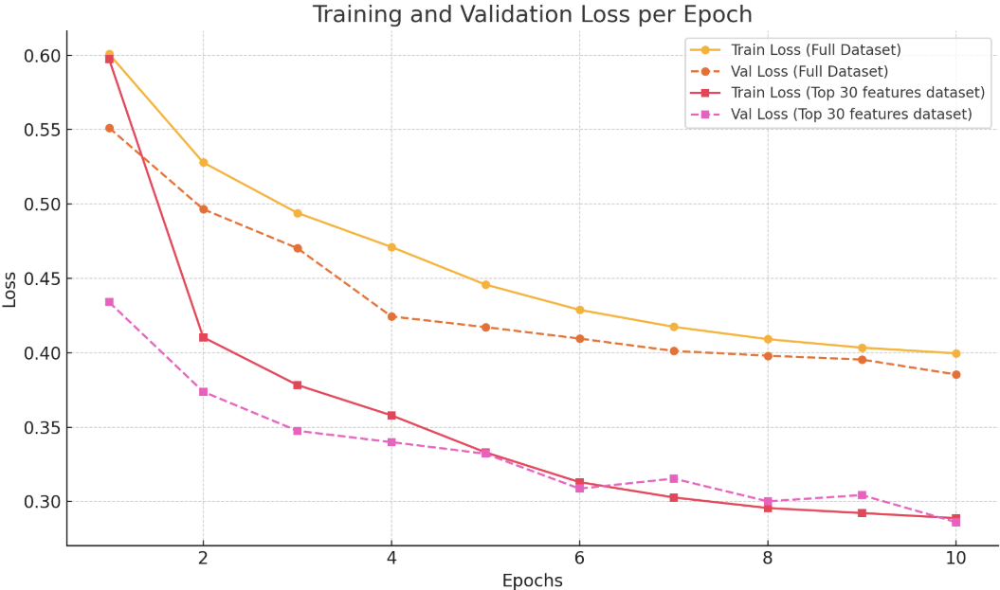 Training and Validation Loss per Epoch
Train Loss (Full Dataset)
Val Loss (Full Dataset)
Train Loss (Top 30 features dataset)
Val Loss (Top 30 features dataset)
Loss
0.60
0.55
0.50
0.45
0.40
0.35
0.30
2 4 6 8 10
Epochs